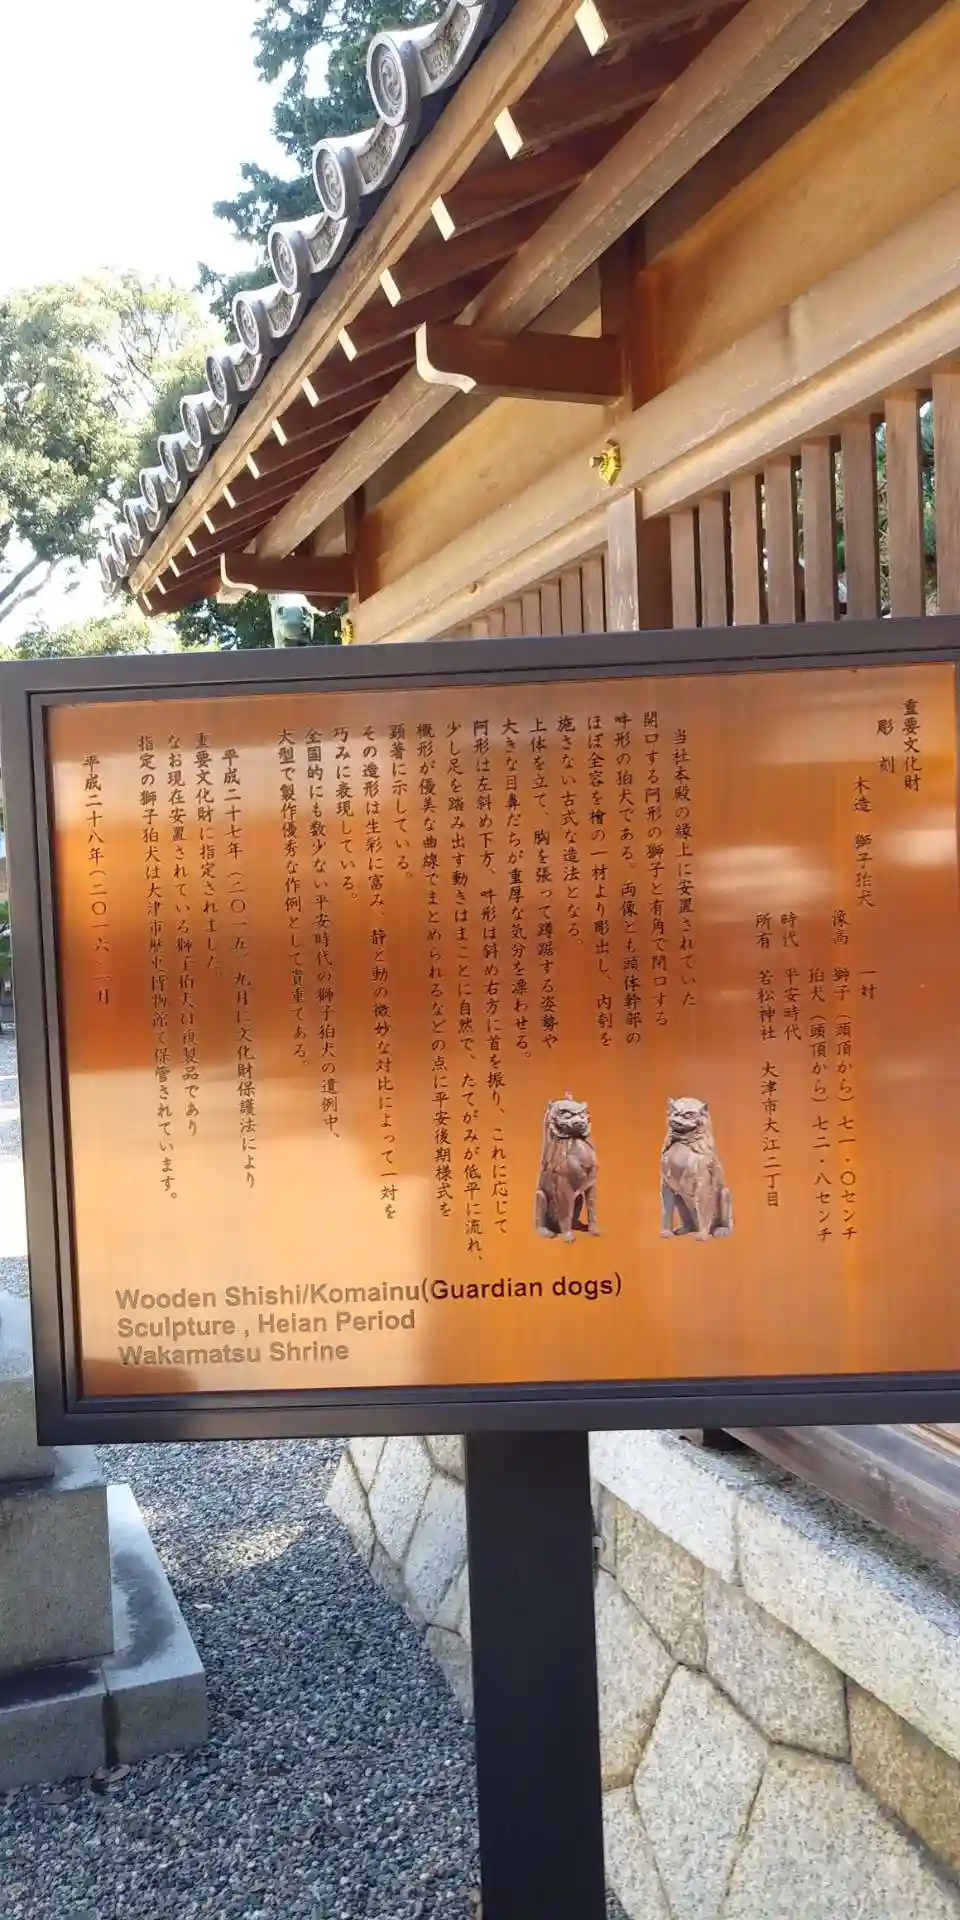 重要文化財
彫刻
木造 獅子狛犬 一対
像高 獅子（頭頂から）七一・〇センチ
狛犬（頭頂から）七二・八センチ
時代 平安時代
所有 若松神社 大津市大江二丁目
当社本殿の縁上に安置されていた
開口する阿形の獅子と有角で閉口する
吽形の狛犬である。両像とも頭体幹部の
ほぼ全容を檜の一材より彫出し、内刳を
施さない古式な造法となる。
上体を立て、胸を張って蹲踞する姿勢や
大きな目鼻だちが重厚な気分を漂わせる。
阿形は左斜め下方、吽形は斜め右方に首を振り、これに応じて
少し足を踏み出す動きはまことに自然で、たてがみが低平に流れ、
概形が優美な曲線でまとめられるなどの点に平安後期様式を
顕著に示している。
その造形は生彩に富み、静と動の微妙な対比によって一対を
巧みに表現している。
全国的にも数少ない平安時代の獅子狛犬の遺例中、
大型で製作優秀な作例として貴重である。
平成二十七年（二〇一五）九月に文化財保護法により
重要文化財に指定されました。
なお現在安置されている獅子狛犬は複製品であり
指定の獅子狛犬は大津市歴史博物館で保管されています。
平成二十八年（二〇一六）二月
Wooden Shishi/Komainu(Guardian dogs)
Sculpture , Heian Period
Wakamatsu Shrine